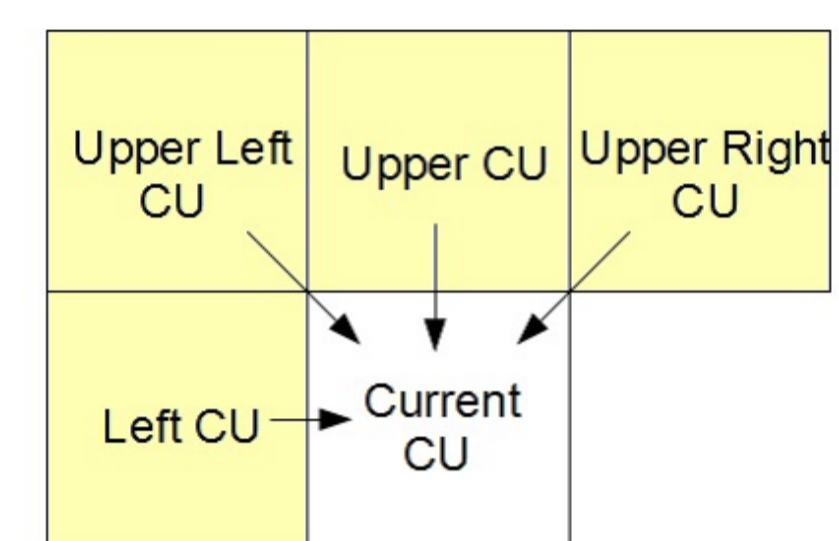 Upper Left
CU
Upper CU
Upper Right
CU
Left CU
Current
CU